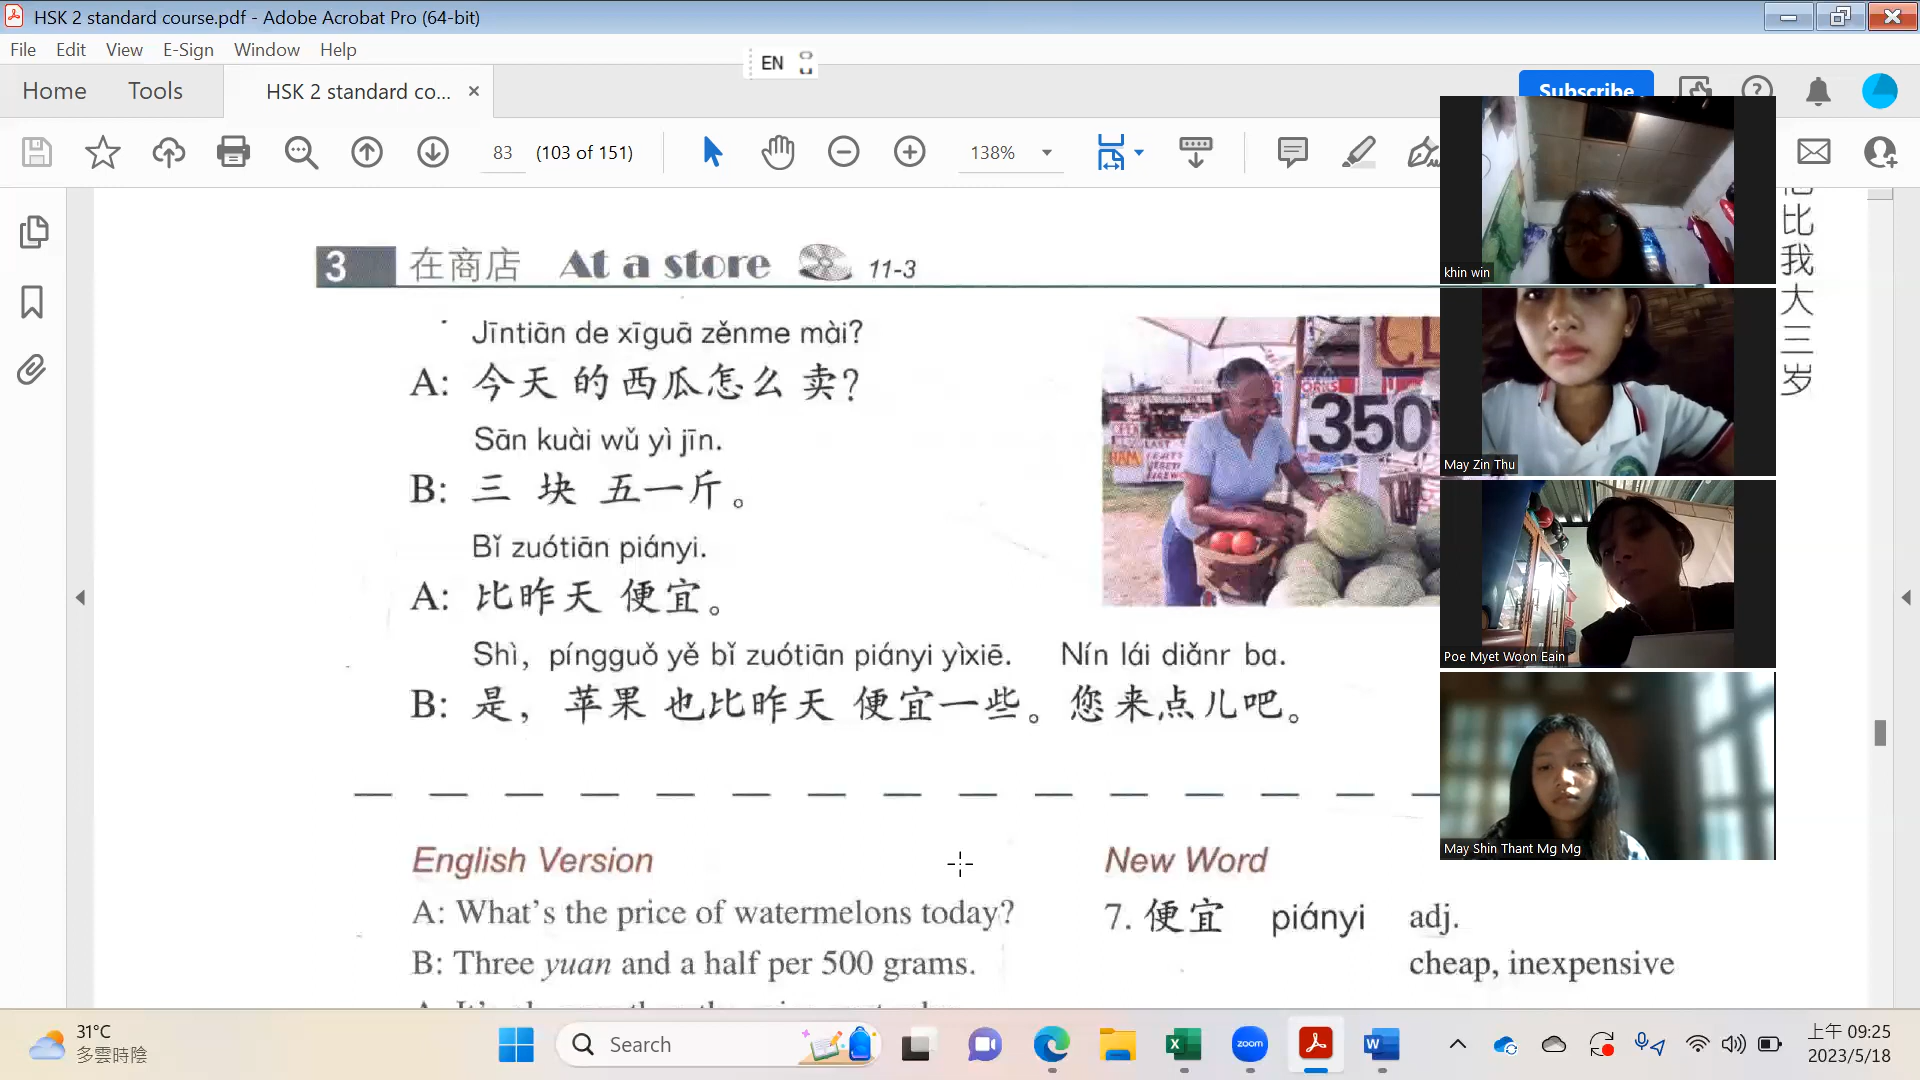 HSK 2 standard course.pdf - Adobe Acrobat Pro (64-bit)
File Edit View E-Sign Window Help
EN
Home Tools HSK 2 standard co...
Subscribe
83 (103 of 151) 138%
3 在商店 At a store 11-3
Jīntiān de xīguā zěnme mài?
A: 今天 的 西瓜怎么 卖?
Sān kuài wǔ yì jīn.
B: 三 块 五一斤。
Bǐ zuótiān piányi.
A: 比昨天 便宜。
Shì, píngguǒ yě bǐ zuótiān piányi yìxiē. Nín lái diǎnr ba.
B: 是, 苹果 也比昨天 便宜一些。您来点儿吧。
350
比我大三岁
khin win
May Zin Thu
Poe Myet Woon Eain
May Shin Thant Mg Mg
English Version
A: What's the price of watermelons today?
B: Three yuan and a half per 500 grams.
New Word
7. 便宜 piányi adj.
cheap, inexpensive
31°C
多雲時陰
Search
zoom
上午 09:25
2023/5/18